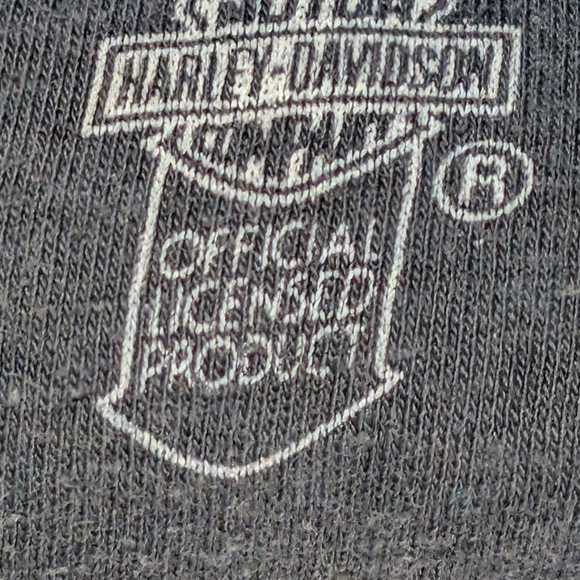 HARLEY-DAVIDSON
®
OFFICIAL
LICENSED
PRODUCT